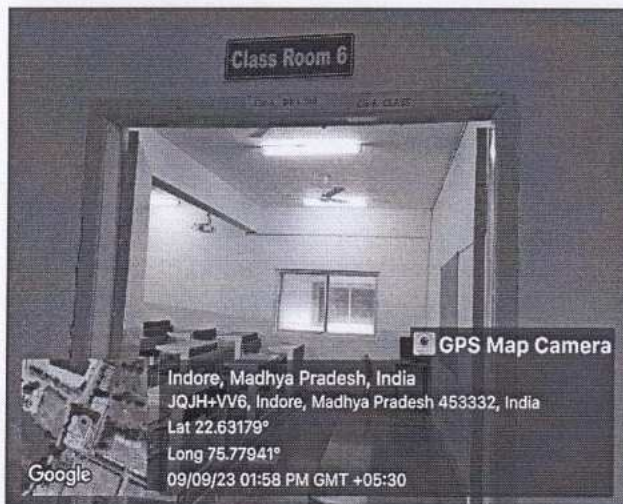 Class Room 6
GPS Map Camera
Indore, Madhya Pradesh, India
JQJH+VV6, Indore, Madhya Pradesh 453332, India
Lat 22.63179°
Long 75.77941°
09/09/23 01:58 PM GMT +05:30
Google